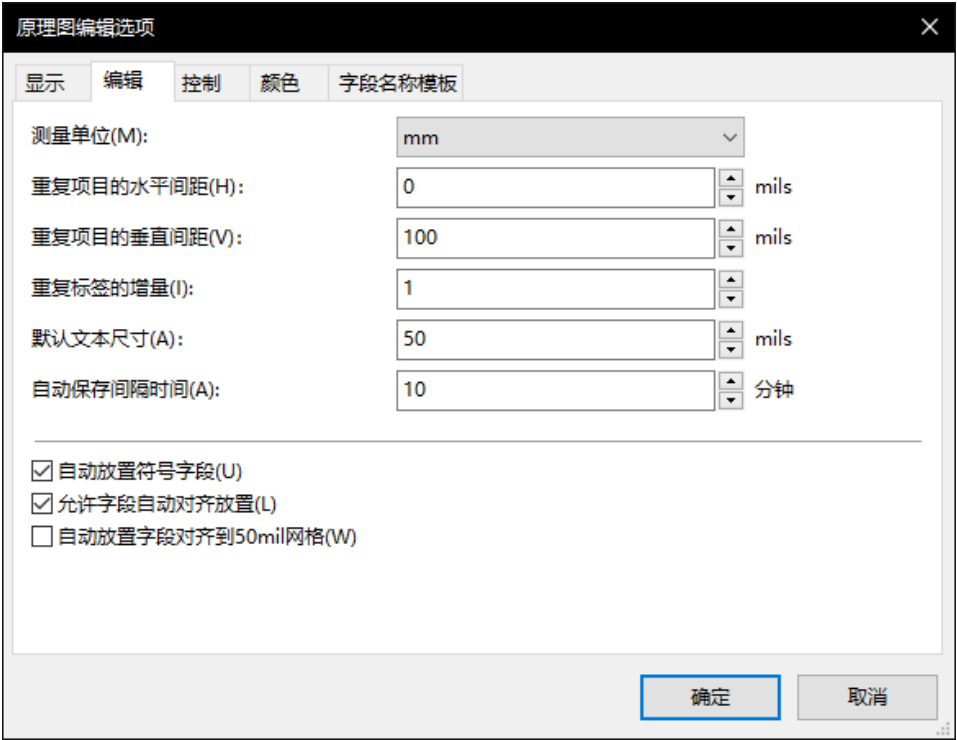 原理图编辑选项
显示 编辑 控制 颜色 字段名称模板
测量单位(M): mm
重复项目的水平间距(H): 0 mils
重复项目的垂直间距(V): 100 mils
重复标签的增量(I): 1
默认文本尺寸(A): 50 mils
自动保存间隔时间(A): 10 分钟
自动放置符号字段(U)
允许字段自动对齐放置(L)
自动放置字段对齐到50mil网格(W)
确定 取消